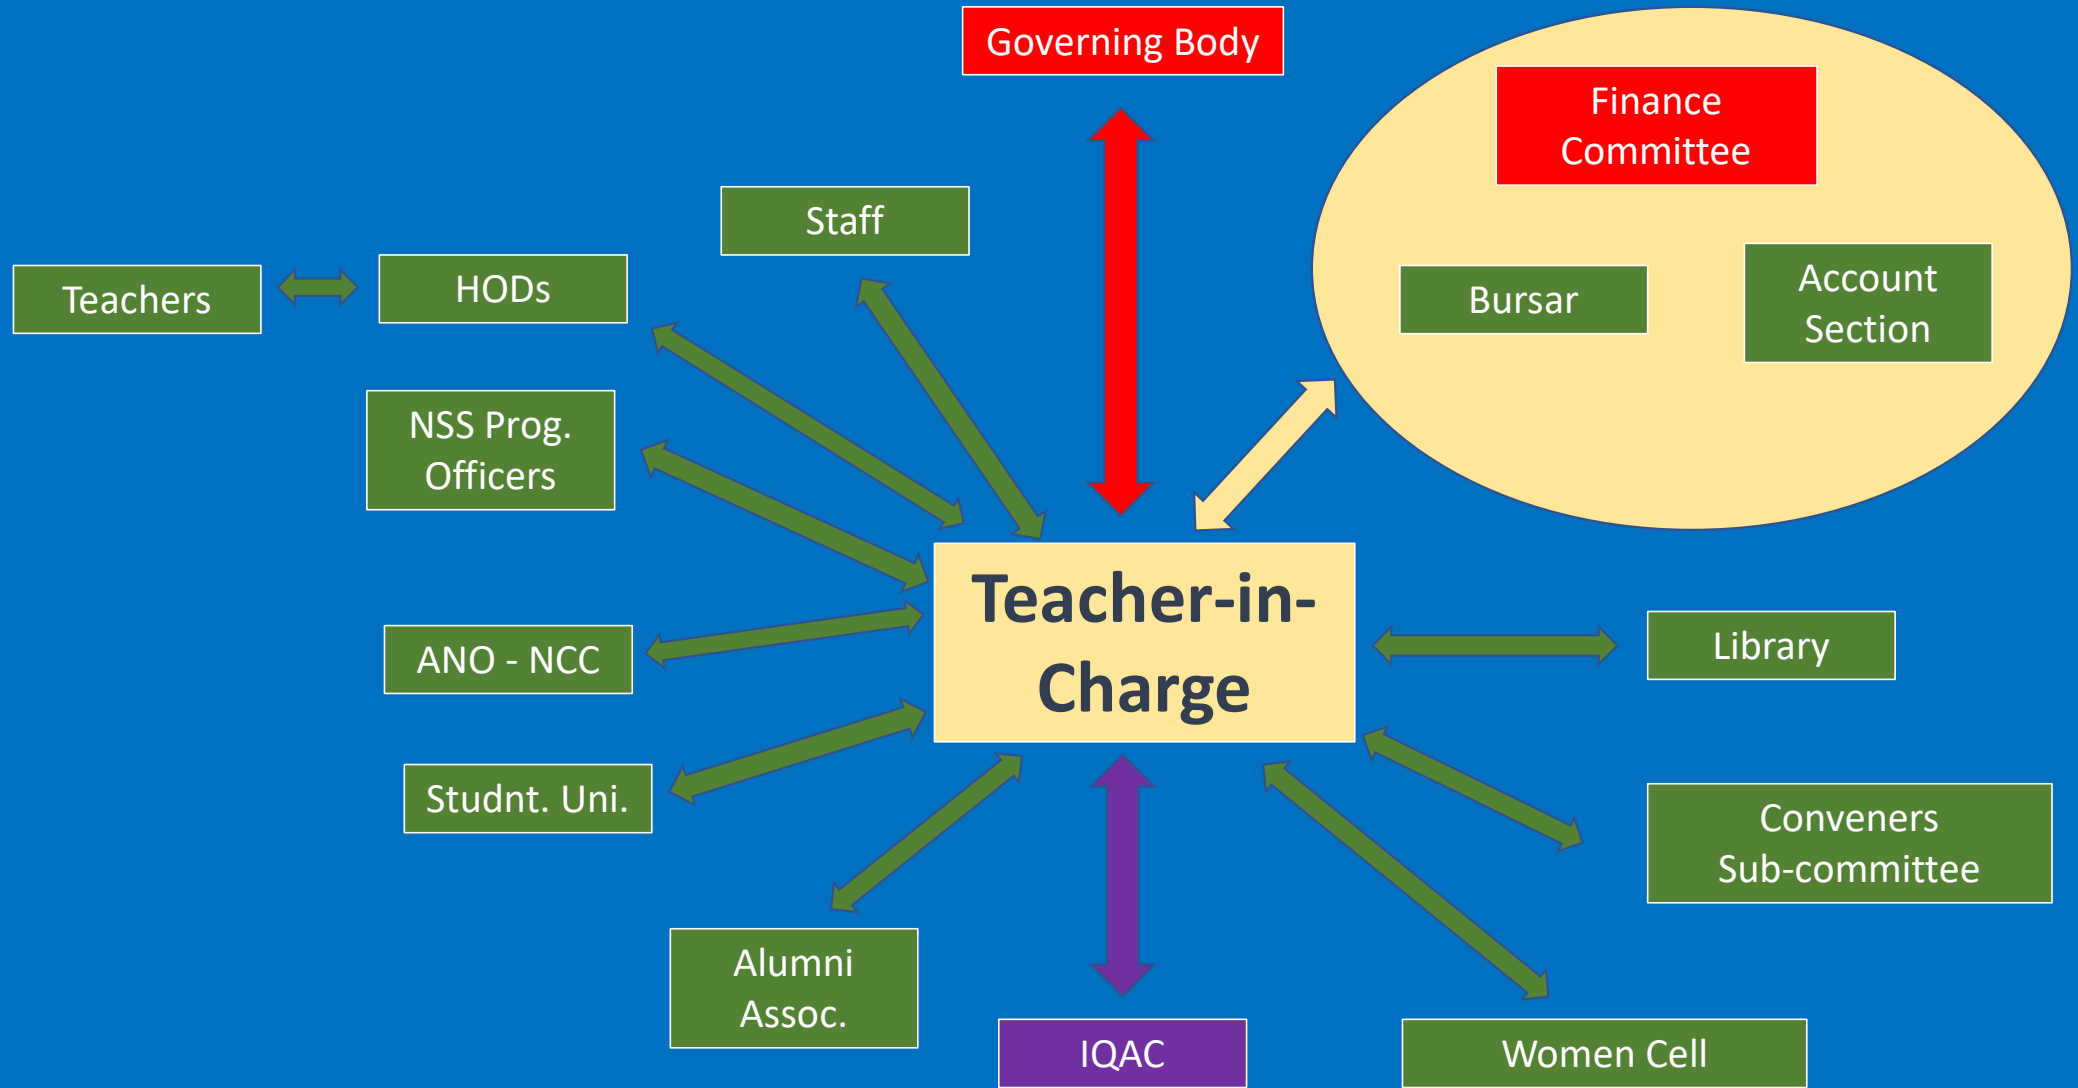 Governing Body
Finance
Committee
Staff
Teachers
HODs
Bursar
Account
Section
NSS Prog.
Officers
Teacher-in-
Charge
ANO - NCC
Library
Studnt. Uni.
Conveners
Sub-committee
Alumni
Assoc.
IQAC
Women Cell